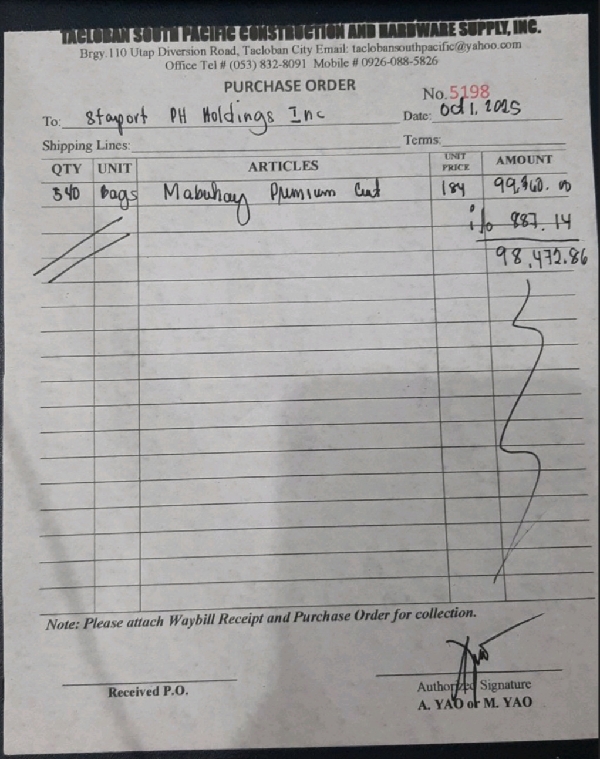 TACLOBAN SOUTH PACIFIC CONSTRUCTION AND HARDWARE SUPPLY, INC.
Brgy.110 Utap Diversion Road, Tacloban City Email: taclobansouthpacific@yahoo.com
Office Tel # (053) 832-8091 Mobile # 0926-088-5826
PURCHASE ORDER
No. 5198
To: Stayport PH Holdings Inc Date: Oct 1, 2025
Shipping Lines: Terms:
QTY UNIT ARTICLES UNIT PRICE AMOUNT
540 bags Mabuhay Premium Cmt 184 99,360.00
887.14
98,472.86
Note: Please attach Waybill Receipt and Purchase Order for collection.
Received P.O. Authorized Signature
A. YAO or M. YAO